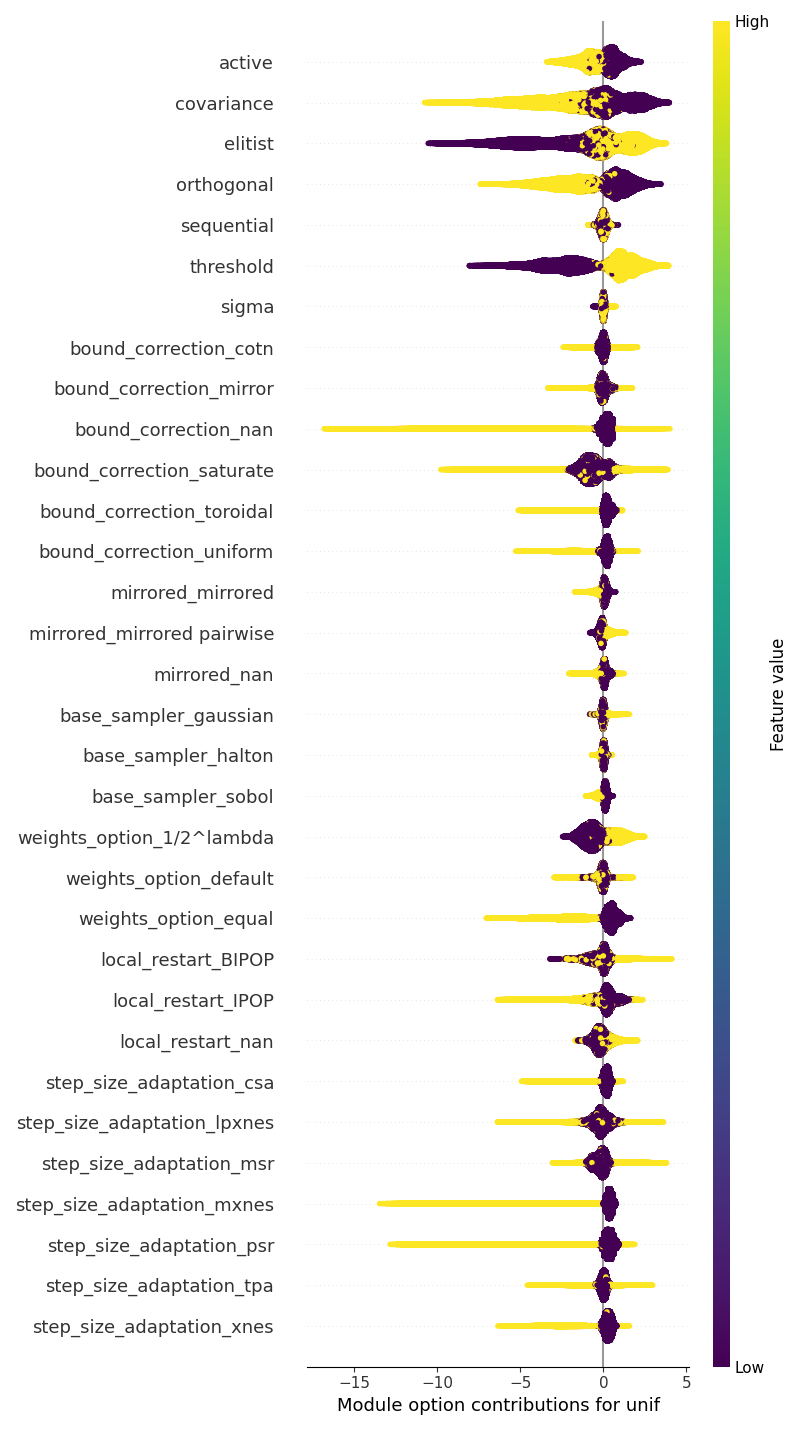 High
active
covariance
elitist
orthogonal
sequential
threshold
sigma
bound_correction_cotn
bound_correction_mirror
bound_correction_nan
bound_correction_saturate
bound_correction_toroidal
bound_correction_uniform
mirrored_mirrored
mirrored_mirrored pairwise
mirrored_nan
base_sampler_gaussian
base_sampler_halton
base_sampler_sobol
weights_option_1/2^lambda
weights_option_default
weights_option_equal
local_restart_BIPOP
local_restart_IPOP
local_restart_nan
step_size_adaptation_csa
step_size_adaptation_lpxnes
step_size_adaptation_msr
step_size_adaptation_mxnes
step_size_adaptation_psr
step_size_adaptation_tpa
step_size_adaptation_xnes
Feature value
Low
−15 −10 −5 0 5
Module option contributions for unif